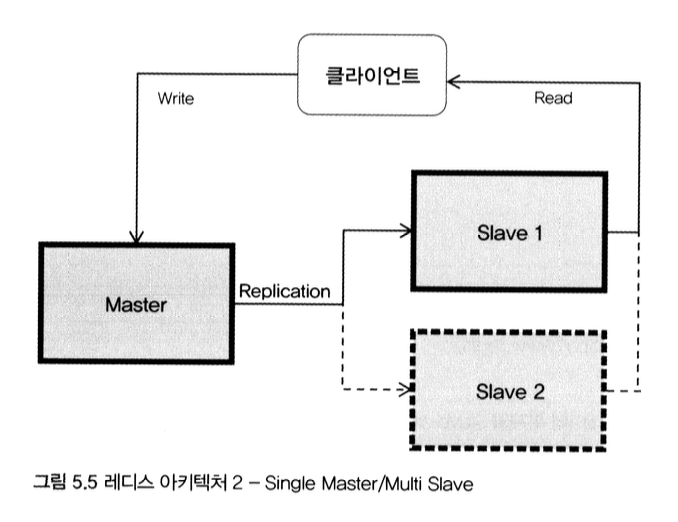 클라이언트
Write
Read
Slave 1
Replication
Master
Slave 2
그림 5.5 레디스 아키텍처 2 – Single Master/Multi Slave